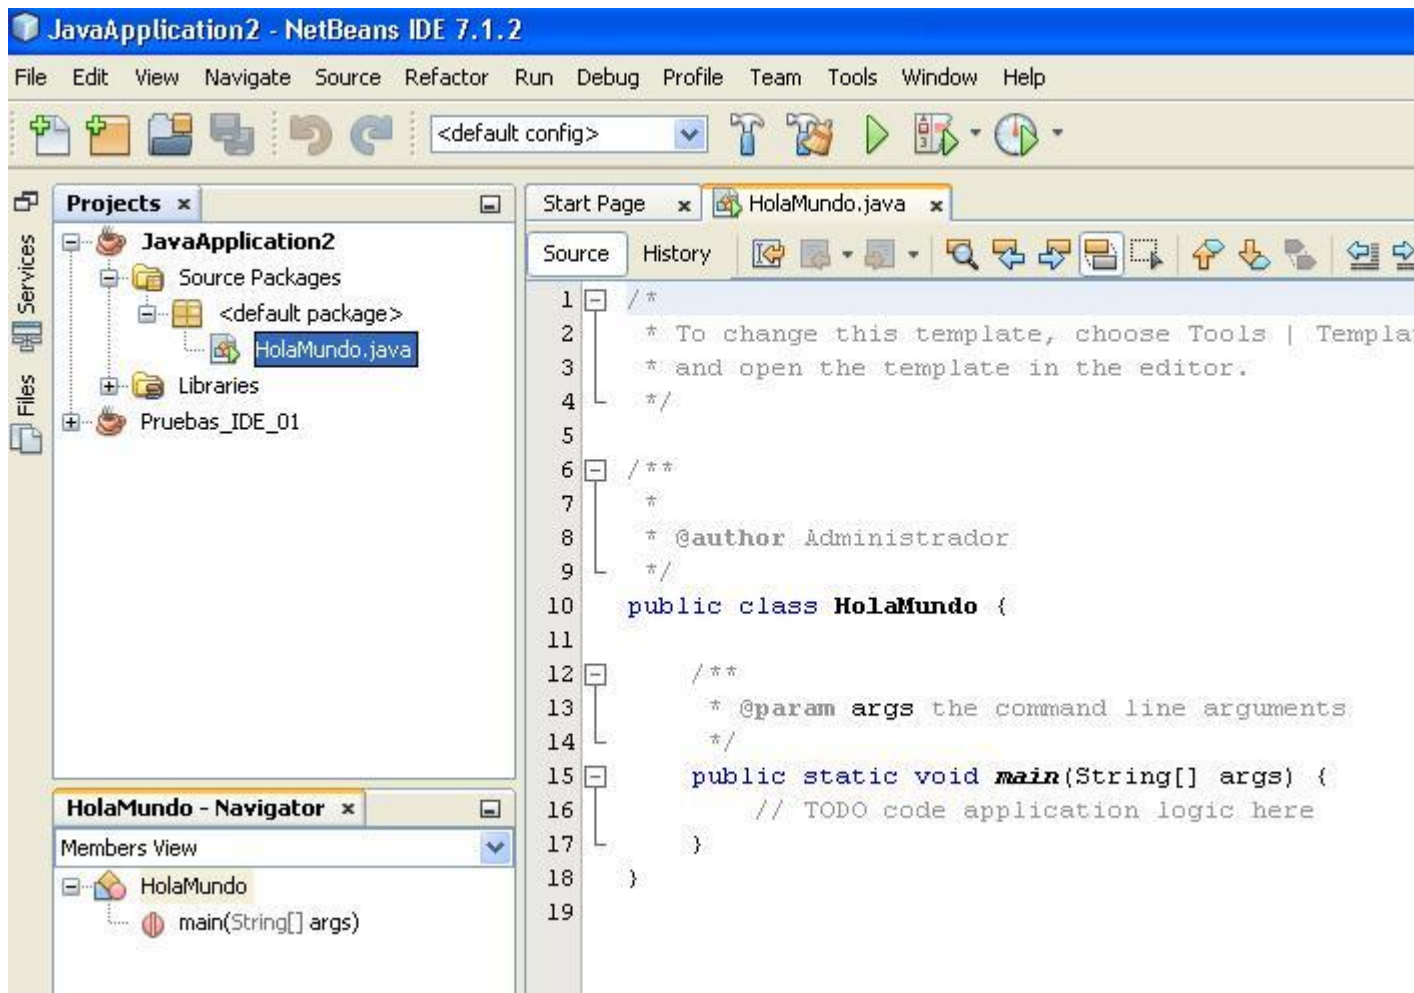 JavaApplication2 - NetBeans IDE 7.1.2
File Edit View Navigate Source Refactor Run Debug Profile Team Tools Window Help
<default config>
Services
Files
Projects
JavaApplication2
Source Packages
<default package>
HolaMundo.java
Libraries
Pruebas_IDE_01
HolaMundo - Navigator
Members View
HolaMundo
main(String[] args)
Start Page HolaMundo.java
Source History
1 /*
2 * To change this template, choose Tools | Templa
3 * and open the template in the editor.
4 */
5
6 /**
7 *
8 * @author Administrador
9 */
10 public class HolaMundo {
11
12 /**
13 * @param args the command line arguments
14 */
15 public static void main(String[] args) {
16 // TODO code application logic here
17 }
18 }
19